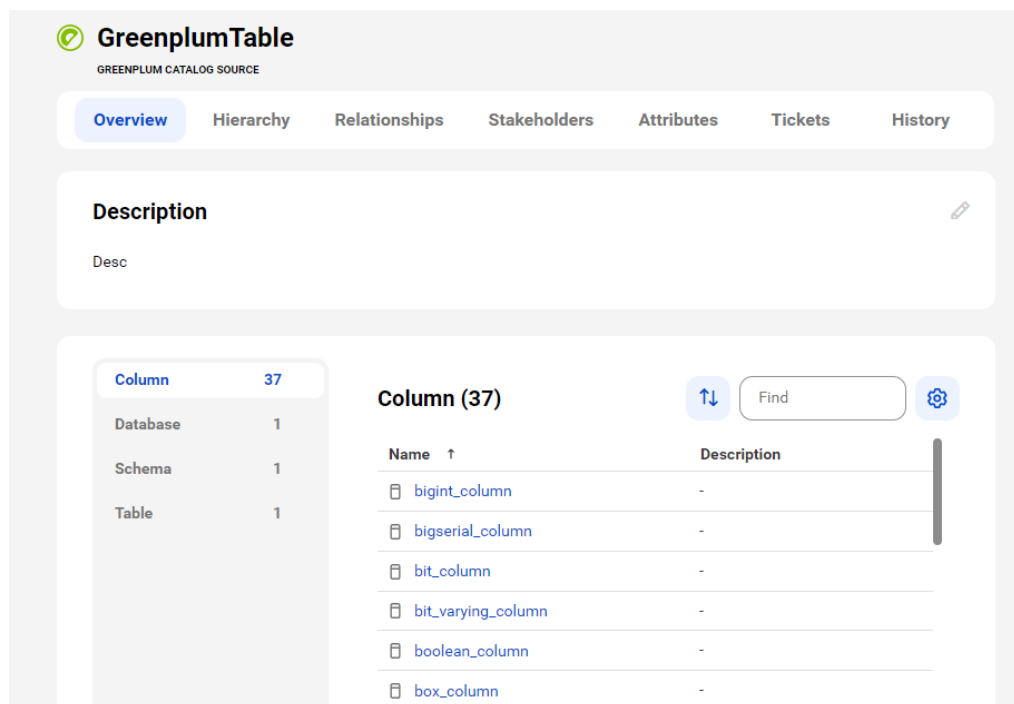 GreenplumTable
GREENPLUM CATALOG SOURCE
Overview Hierarchy Relationships Stakeholders Attributes Tickets History
Description
Desc
Column 37
Database 1
Schema 1
Table 1
Column (37)
Find
Name ↑ Description
bigint_column -
bigserial_column -
bit_column -
bit_varying_column -
boolean_column -
box_column -